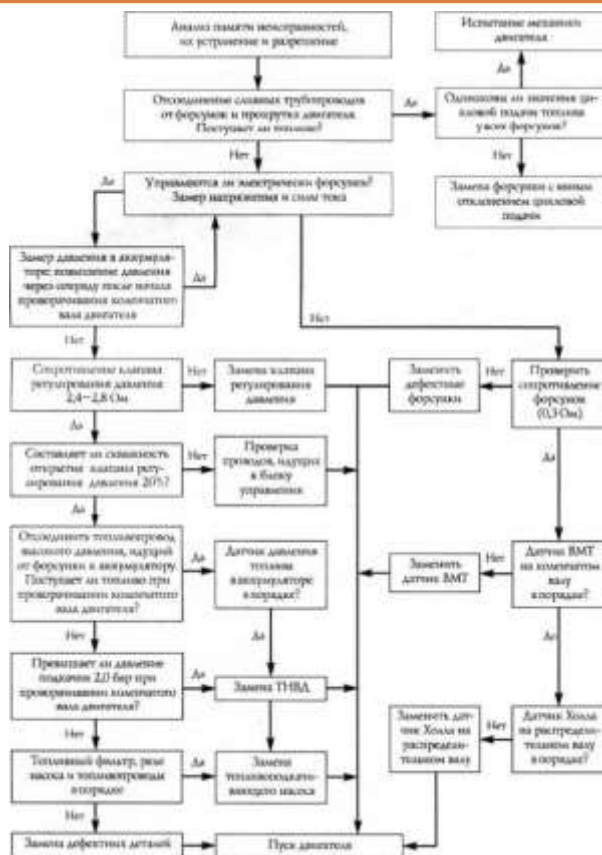 Анализ памяти неисправностей,
их устранение и разрешение
Испытание механики
двигателя
Отсоединение сливных трубопроводов
от форсунок и прокрутка двигателя.
Поступает ли топливо?
Да
Да
Одинаковы ли значения цик-
ловой подачи топлива
у всех форсунок?
Нет
Нет
Управляются ли электрически форсунки?
Замер напряжения и силы тока
Да
Замена форсунки с явным
отклонением цикловой
подачи
Замер давления в аккумуля-
торе: повышение давления
через секунду после начала
проворачивания коленчатого
вала двигателя
Да
Нет
Нет
Сопротивление клапана
регулирования давления
2,4–2,8 Ом
Нет
Замена клапана
регулирования
давления
Заменить
дефектные
форсунки
Нет
Проверить
сопротивление
форсунок
(0,3 Ом)
Да
Да
Составляет ли скважность
открытия клапана регу-
лирования давления 20%?
Нет
Проверка
проводов, идущих
к блоку
управления
Да
Отсоединить топливопровод
высокого давления, идущий
от форсунки к аккумулятору.
Поступает ли топливо при
проворачивании коленчатого
вала двигателя?
Да
Датчик давления
топлива
в аккумуляторе
в порядке?
Заменить
датчик ВМТ
Нет
Датчик ВМТ
на коленчатом
валу
в порядке?
Нет
Да
Да
Превышает ли давление
подкачки 2,0 бар при
проворачивании коленчатого
вала двигателя?
Да
Замена ТНВД
Заменить дат-
чик Холла на
распредели-
тельном валу
Нет
Датчик Холла
на распредели-
тельном валу
в порядке?
Нет
Топливный фильтр, реле
насоса и топливопроводы
в порядке
Да
Замена
топливоподкачи-
вающего насоса
Нет
Замена дефектных деталей
Пуск двигателя